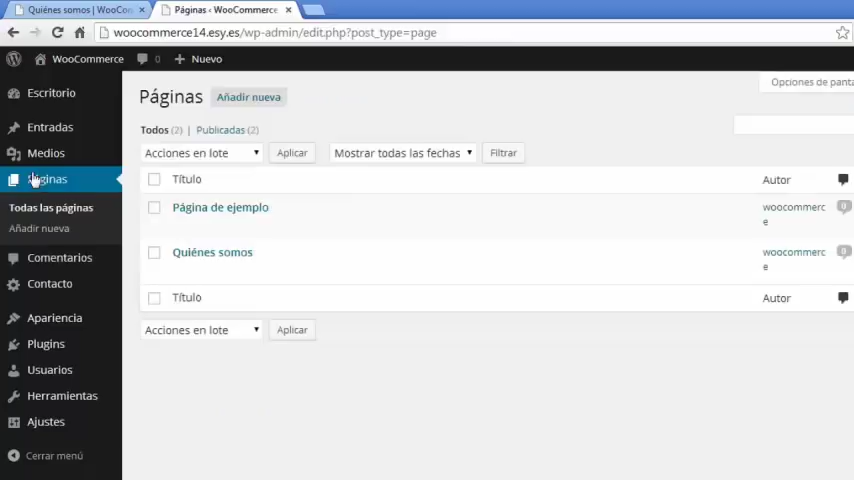 Quiénes somos | WooCom
Páginas ‹ WooCommerce
woocommerce14.esy.es/wp-admin/edit.php?post_type=page
WooCommerce 0 + Nuevo
Opciones de panta
Escritorio
Entradas
Medios
Páginas
Todas las páginas
Añadir nueva
Comentarios
Contacto
Apariencia
Plugins
Usuarios
Herramientas
Ajustes
Cerrar menú
Páginas Añadir nueva
Todos (2) | Publicadas (2)
Acciones en lote Aplicar Mostrar todas las fechas Filtrar
Título Autor
Página de ejemplo woocommerc 0
e
Quiénes somos woocommerc 0
e
Título Autor
Acciones en lote Aplicar